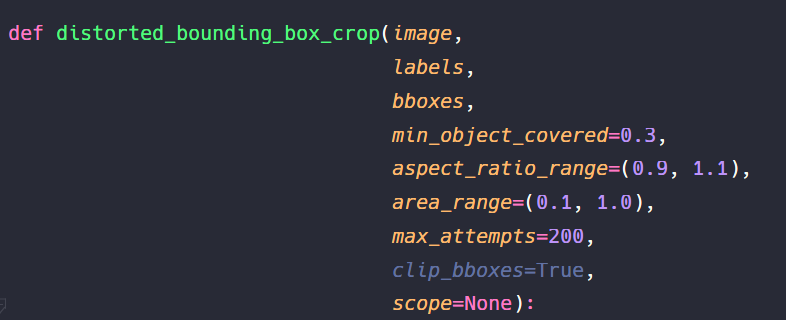 def distorted_bounding_box_crop(image,
labels,
bboxes,
min_object_covered=0.3,
aspect_ratio_range=(0.9, 1.1),
area_range=(0.1, 1.0),
max_attempts=200,
clip_bboxes=True,
scope=None):